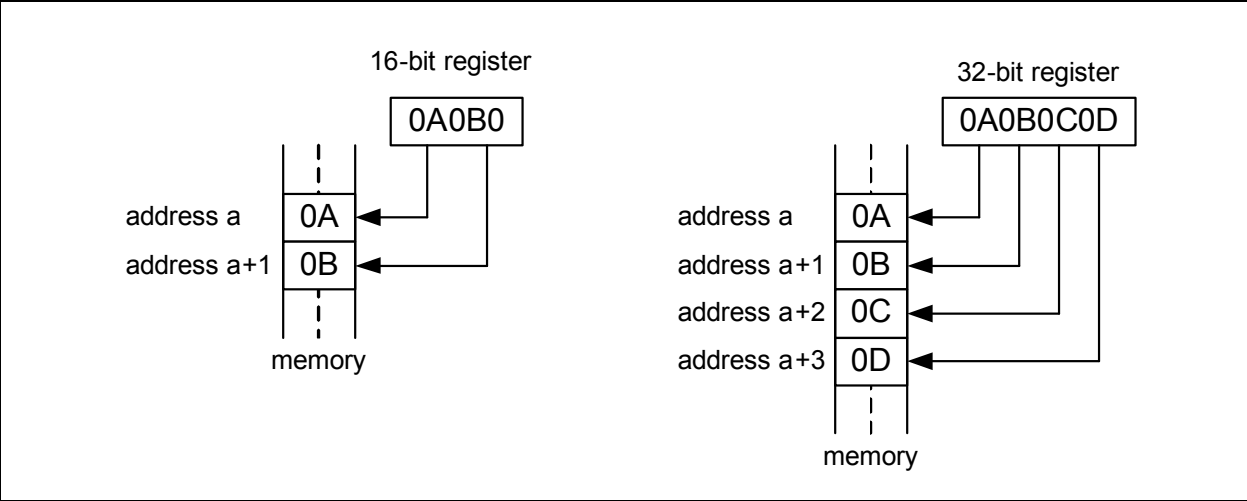 16-bit register
0A0B0
address a
0A
address a+1
0B
memory
32-bit register
0A0B0C0D
address a
0A
address a+1
0B
address a+2
0C
address a+3
0D
memory